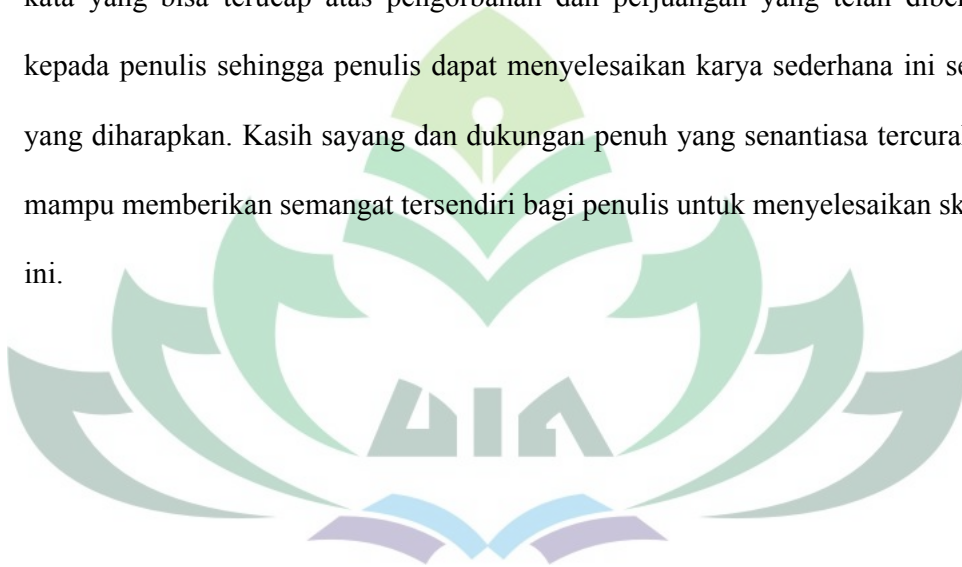 kata yang bisa terucap atas pengorbanan dan perjuangan yang telah
kepada penulis sehingga penulis dapat menyelesaikan karya sederhana ini
yang diharapkan. Kasih sayang dan dukungan penuh yang senantiasa
mampu memberikan semangat tersendiri bagi penulis untuk menyelesaikan
ini.
UIN